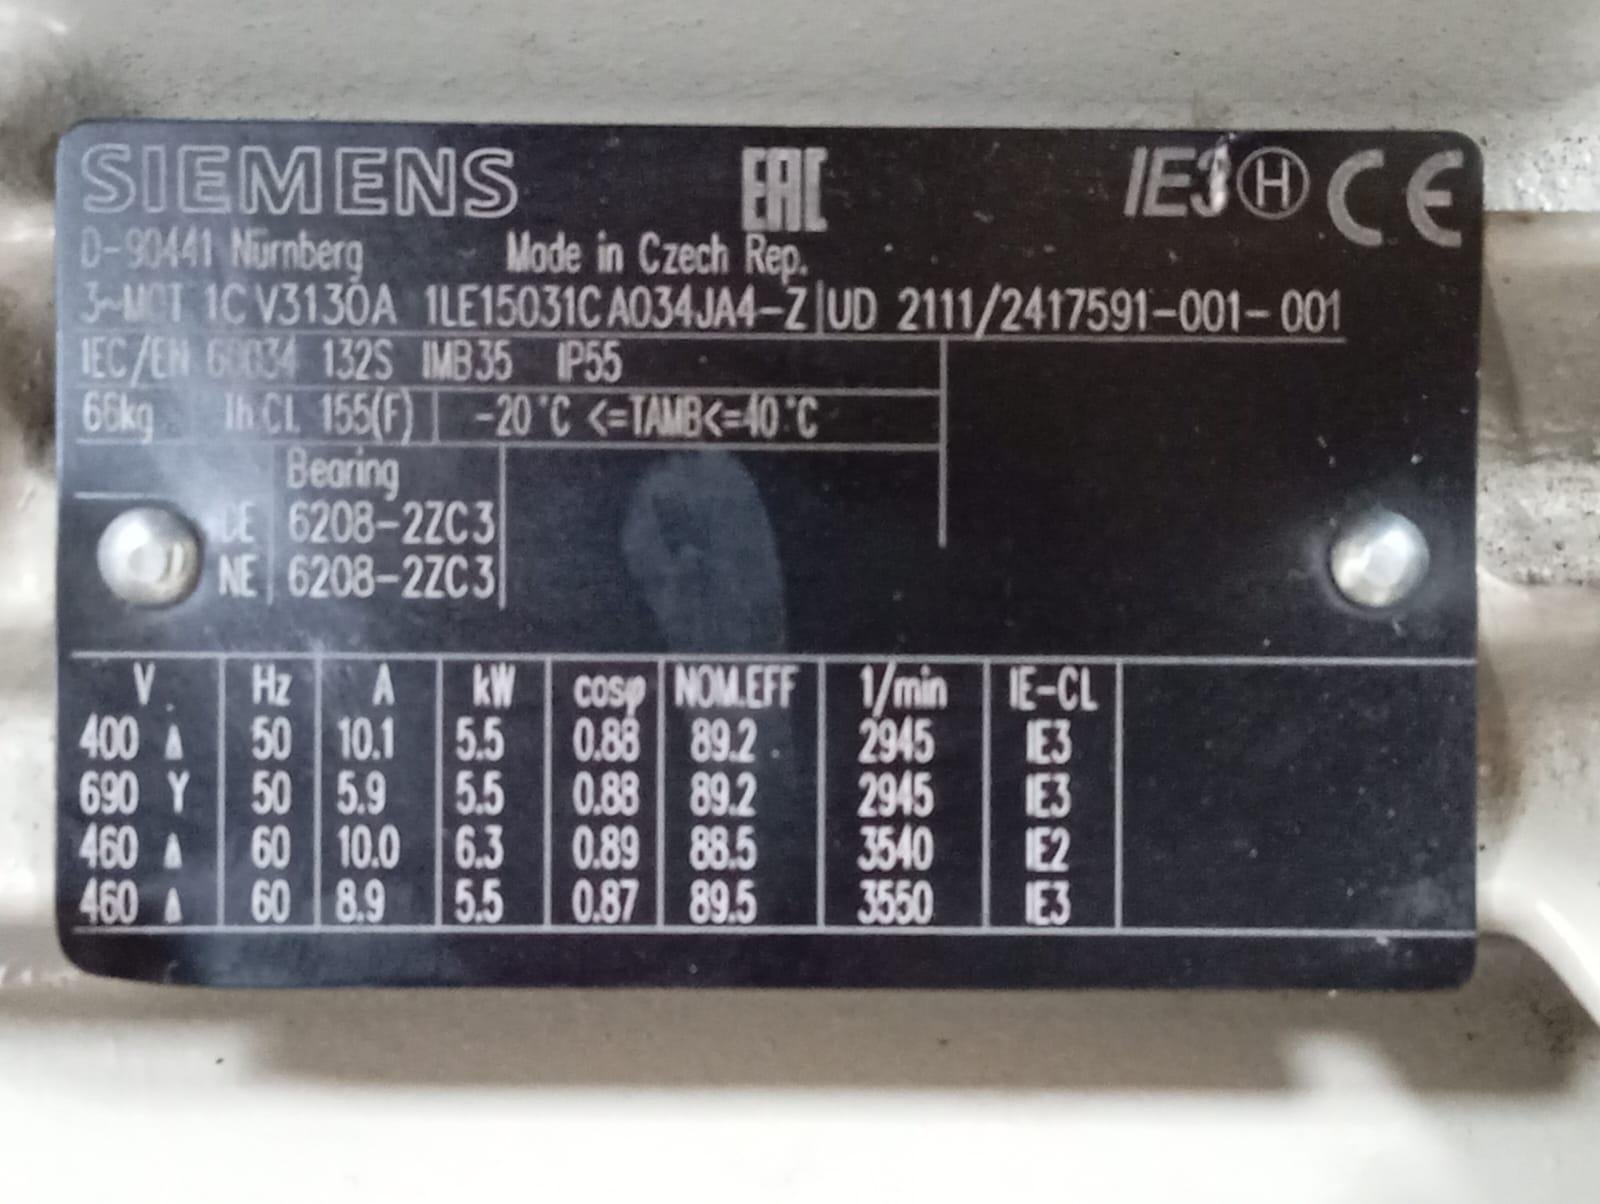 SIEMENS EAC IE3 H CE
D-90441 Nürnberg Made in Czech Rep.
3~MOT 1CV3130A 1LE15031CA034JA4-Z UD 2111/2417591-001-001
IEC/EN 60034 132S IMB35 IP55
66kg Th.CL 155(F) -20°C <=TAMB<=40°C
Bearing
DE 6208-2ZC3
NE 6208-2ZC3
V Hz A kW cosφ NOM.EFF 1/min IE-CL
400 Δ 50 10.1 5.5 0.88 89.2 2945 IE3
690 Y 50 5.9 5.5 0.88 89.2 2945 IE3
460 Δ 60 10.0 6.3 0.89 88.5 3540 IE2
460 Δ 60 8.9 5.5 0.87 89.5 3550 IE3